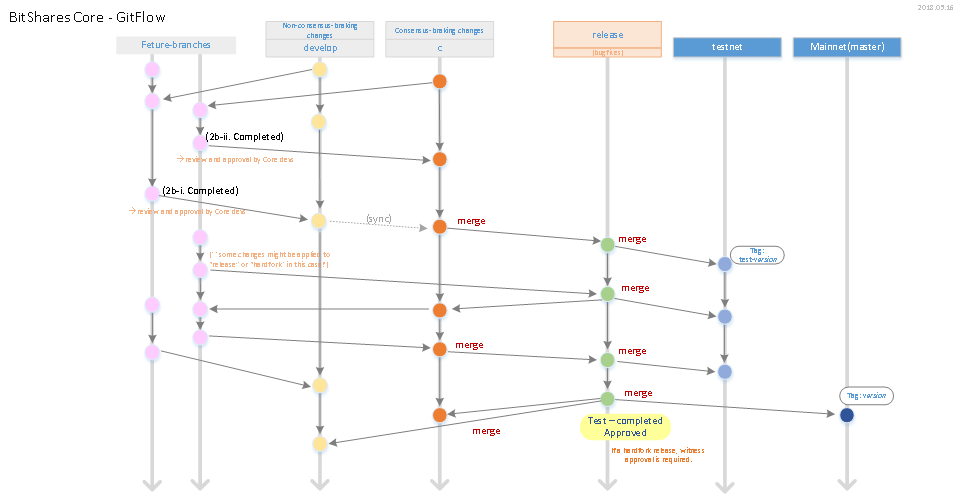 BitShares Core - GitFlow
2018.05.16
Feture-branches
Non-consensus-braking
changes
develop
Consensus-braking changes
c
release
(bug fixes)
testnet
Mainnet(master)
(2b-ii. Completed)
→ review and approval by Core devs
(2b-i. Completed)
→ review and approval by Core devs
(sync)
merge
merge
Tag:
test-version
(* "some changes might be applied to
"release" or "hardfork" in this case!")
merge
merge
merge
merge
Tag: version
merge
Test – completed
Approved
If a hardfork release, witness
approval is required.